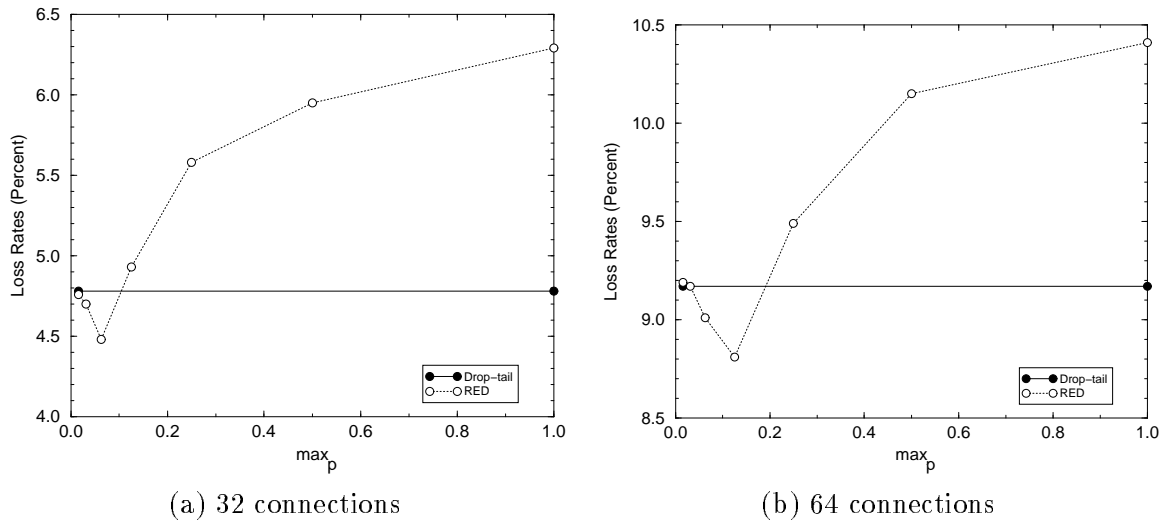 6.5
6.0
5.5
5.0
4.5
4.0
Loss Rates (Percent)
0.0 0.2 0.4 0.6 0.8 1.0
max_p
Drop-tail
RED
(a) 32 connections
10.5
10.0
9.5
9.0
8.5
Loss Rates (Percent)
0.0 0.2 0.4 0.6 0.8 1.0
max_p
Drop-tail
RED
(b) 64 connections